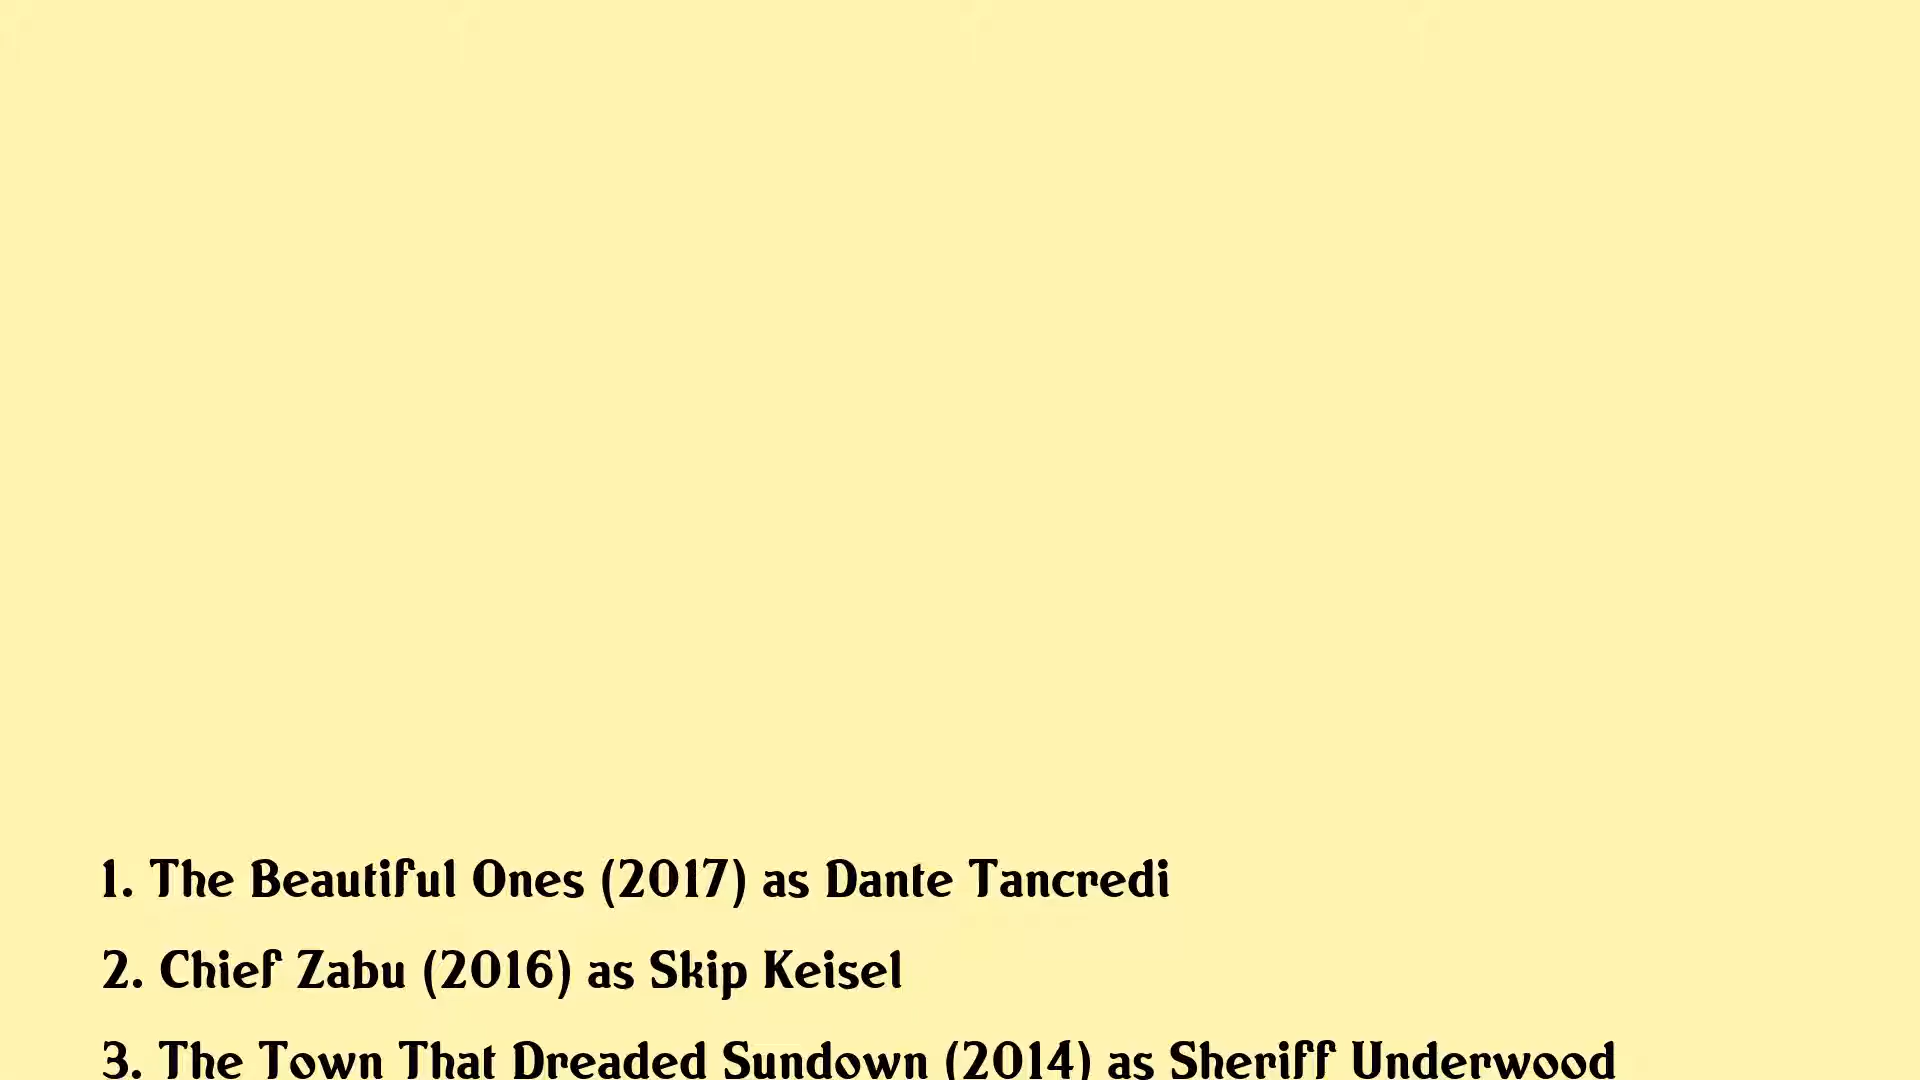 1. The Beautiful Ones (2017) as Dante Tancredi
2. Chief Zabu (2016) as Skip Keisel
3. The Town That Dreaded Sundown (2014) as Sheriff Underwood